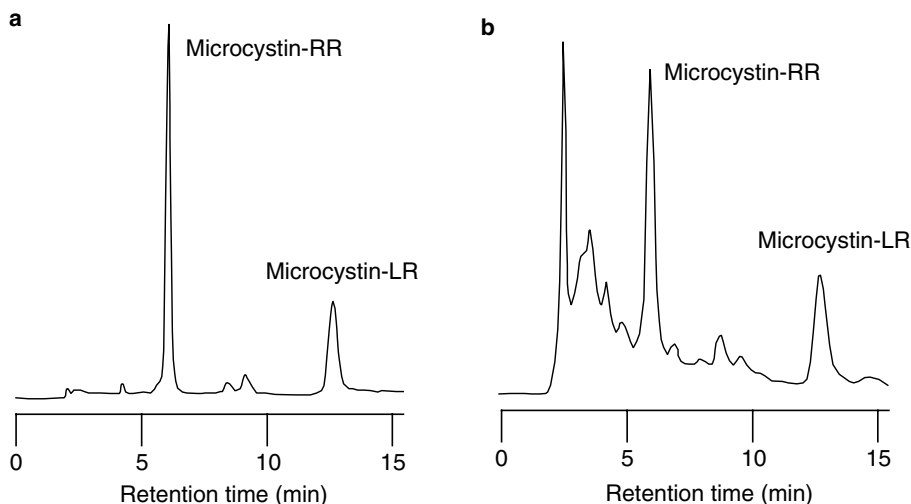 a
Microcystin-RR
Microcystin-LR
0 5 10 15
Retention time (min)
b
Microcystin-RR
Microcystin-LR
0 5 10 15
Retention time (min)